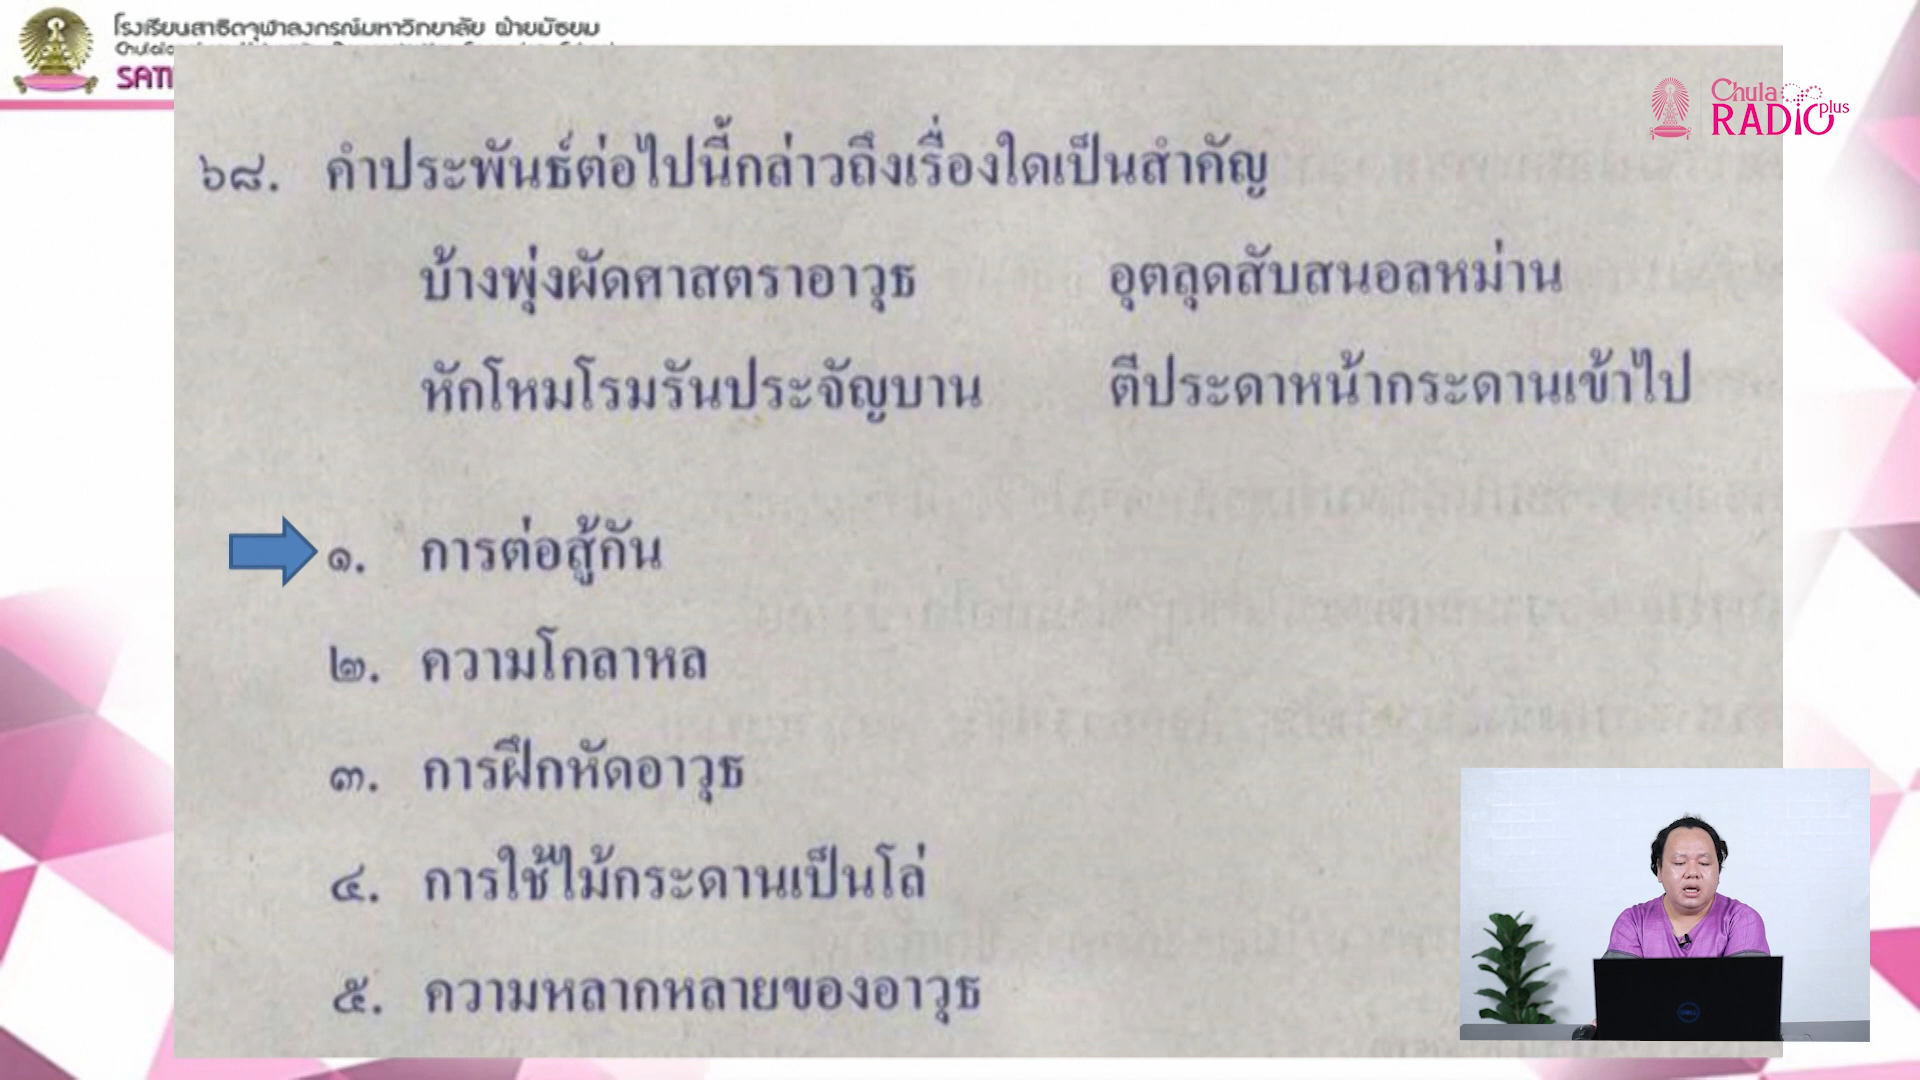 โรงเรียนสาธิตจุฬาลงกรณ์มหาวิทยาลัย ฝ่ายมัธยม
Chula
RADIO plus
๖๘. คำประพันธ์ต่อไปนี้กล่าวถึงเรื่องใดเป็นสำคัญ
บ้างพุ่งผัดศาสตราอาวุธ อุตลุดสับสนอลหม่าน
หักโหมโรมรันประจัญบาน ตีประดาหน้ากระดานเข้าไป
๑. การต่อสู้กัน
๒. ความโกลาหล
๓. การฝึกหัดอาวุธ
๔. การใช้ไม้กระดานเป็นโล่
๕. ความหลากหลายของอาวุธ
DELL